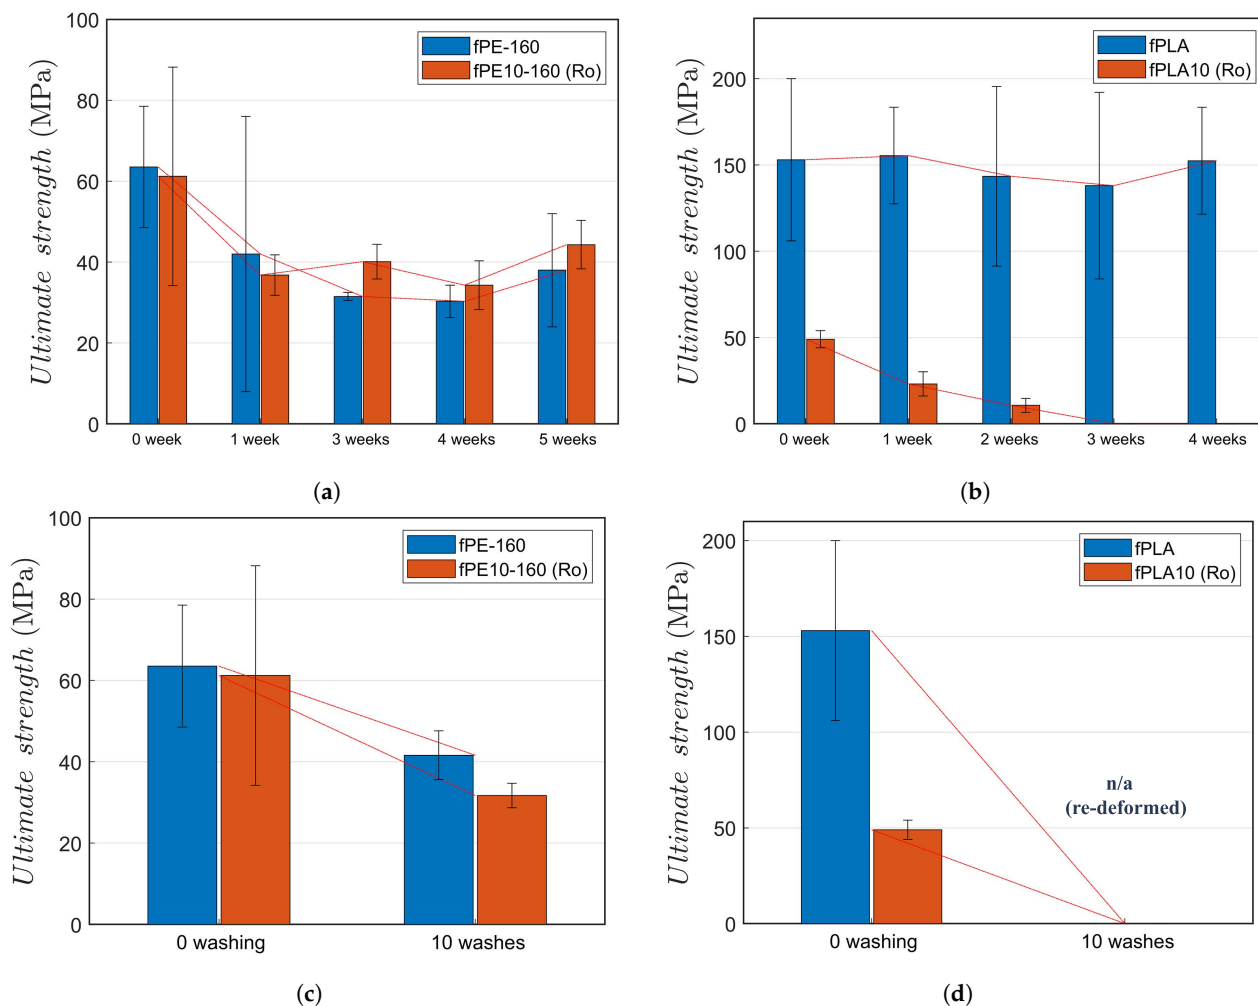 100
80
60
40
20
0
Ultimate strength (MPa)
fPE-160
fPE10-160 (Ro)
0 week
1 week
3 weeks
4 weeks
5 weeks
(a)
200
150
100
50
0
Ultimate strength (MPa)
fPLA
fPLA10 (Ro)
0 week
1 week
2 weeks
3 weeks
4 weeks
(b)
100
80
60
40
20
0
Ultimate strength (MPa)
fPE-160
fPE10-160 (Ro)
0 washing
10 washes
(c)
200
150
100
50
0
Ultimate strength (MPa)
fPLA
fPLA10 (Ro)
n/a
(re-deformed)
0 washing
10 washes
(d)